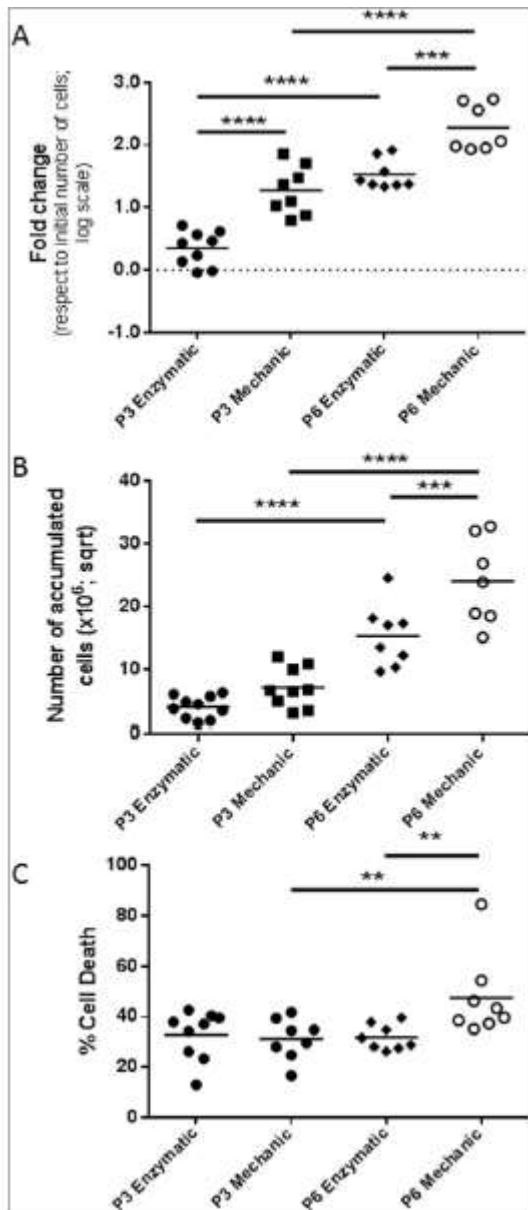 A
****
****
***
****
3.0
2.0
1.0
0.0
-1.0
Fold change
(respect to initial number of cells;
log scale)
P3 Enzymatic
P3 Mechanic
P6 Enzymatic
P6 Mechanic
B
****
****
***
40
30
20
10
0
Number of accumulated
cells (x10⁶; sqrt)
P3 Enzymatic
P3 Mechanic
P6 Enzymatic
P6 Mechanic
C
**
**
100
80
60
40
20
0
% Cell Death
P3 Enzymatic
P3 Mechanic
P6 Enzymatic
P6 Mechanic